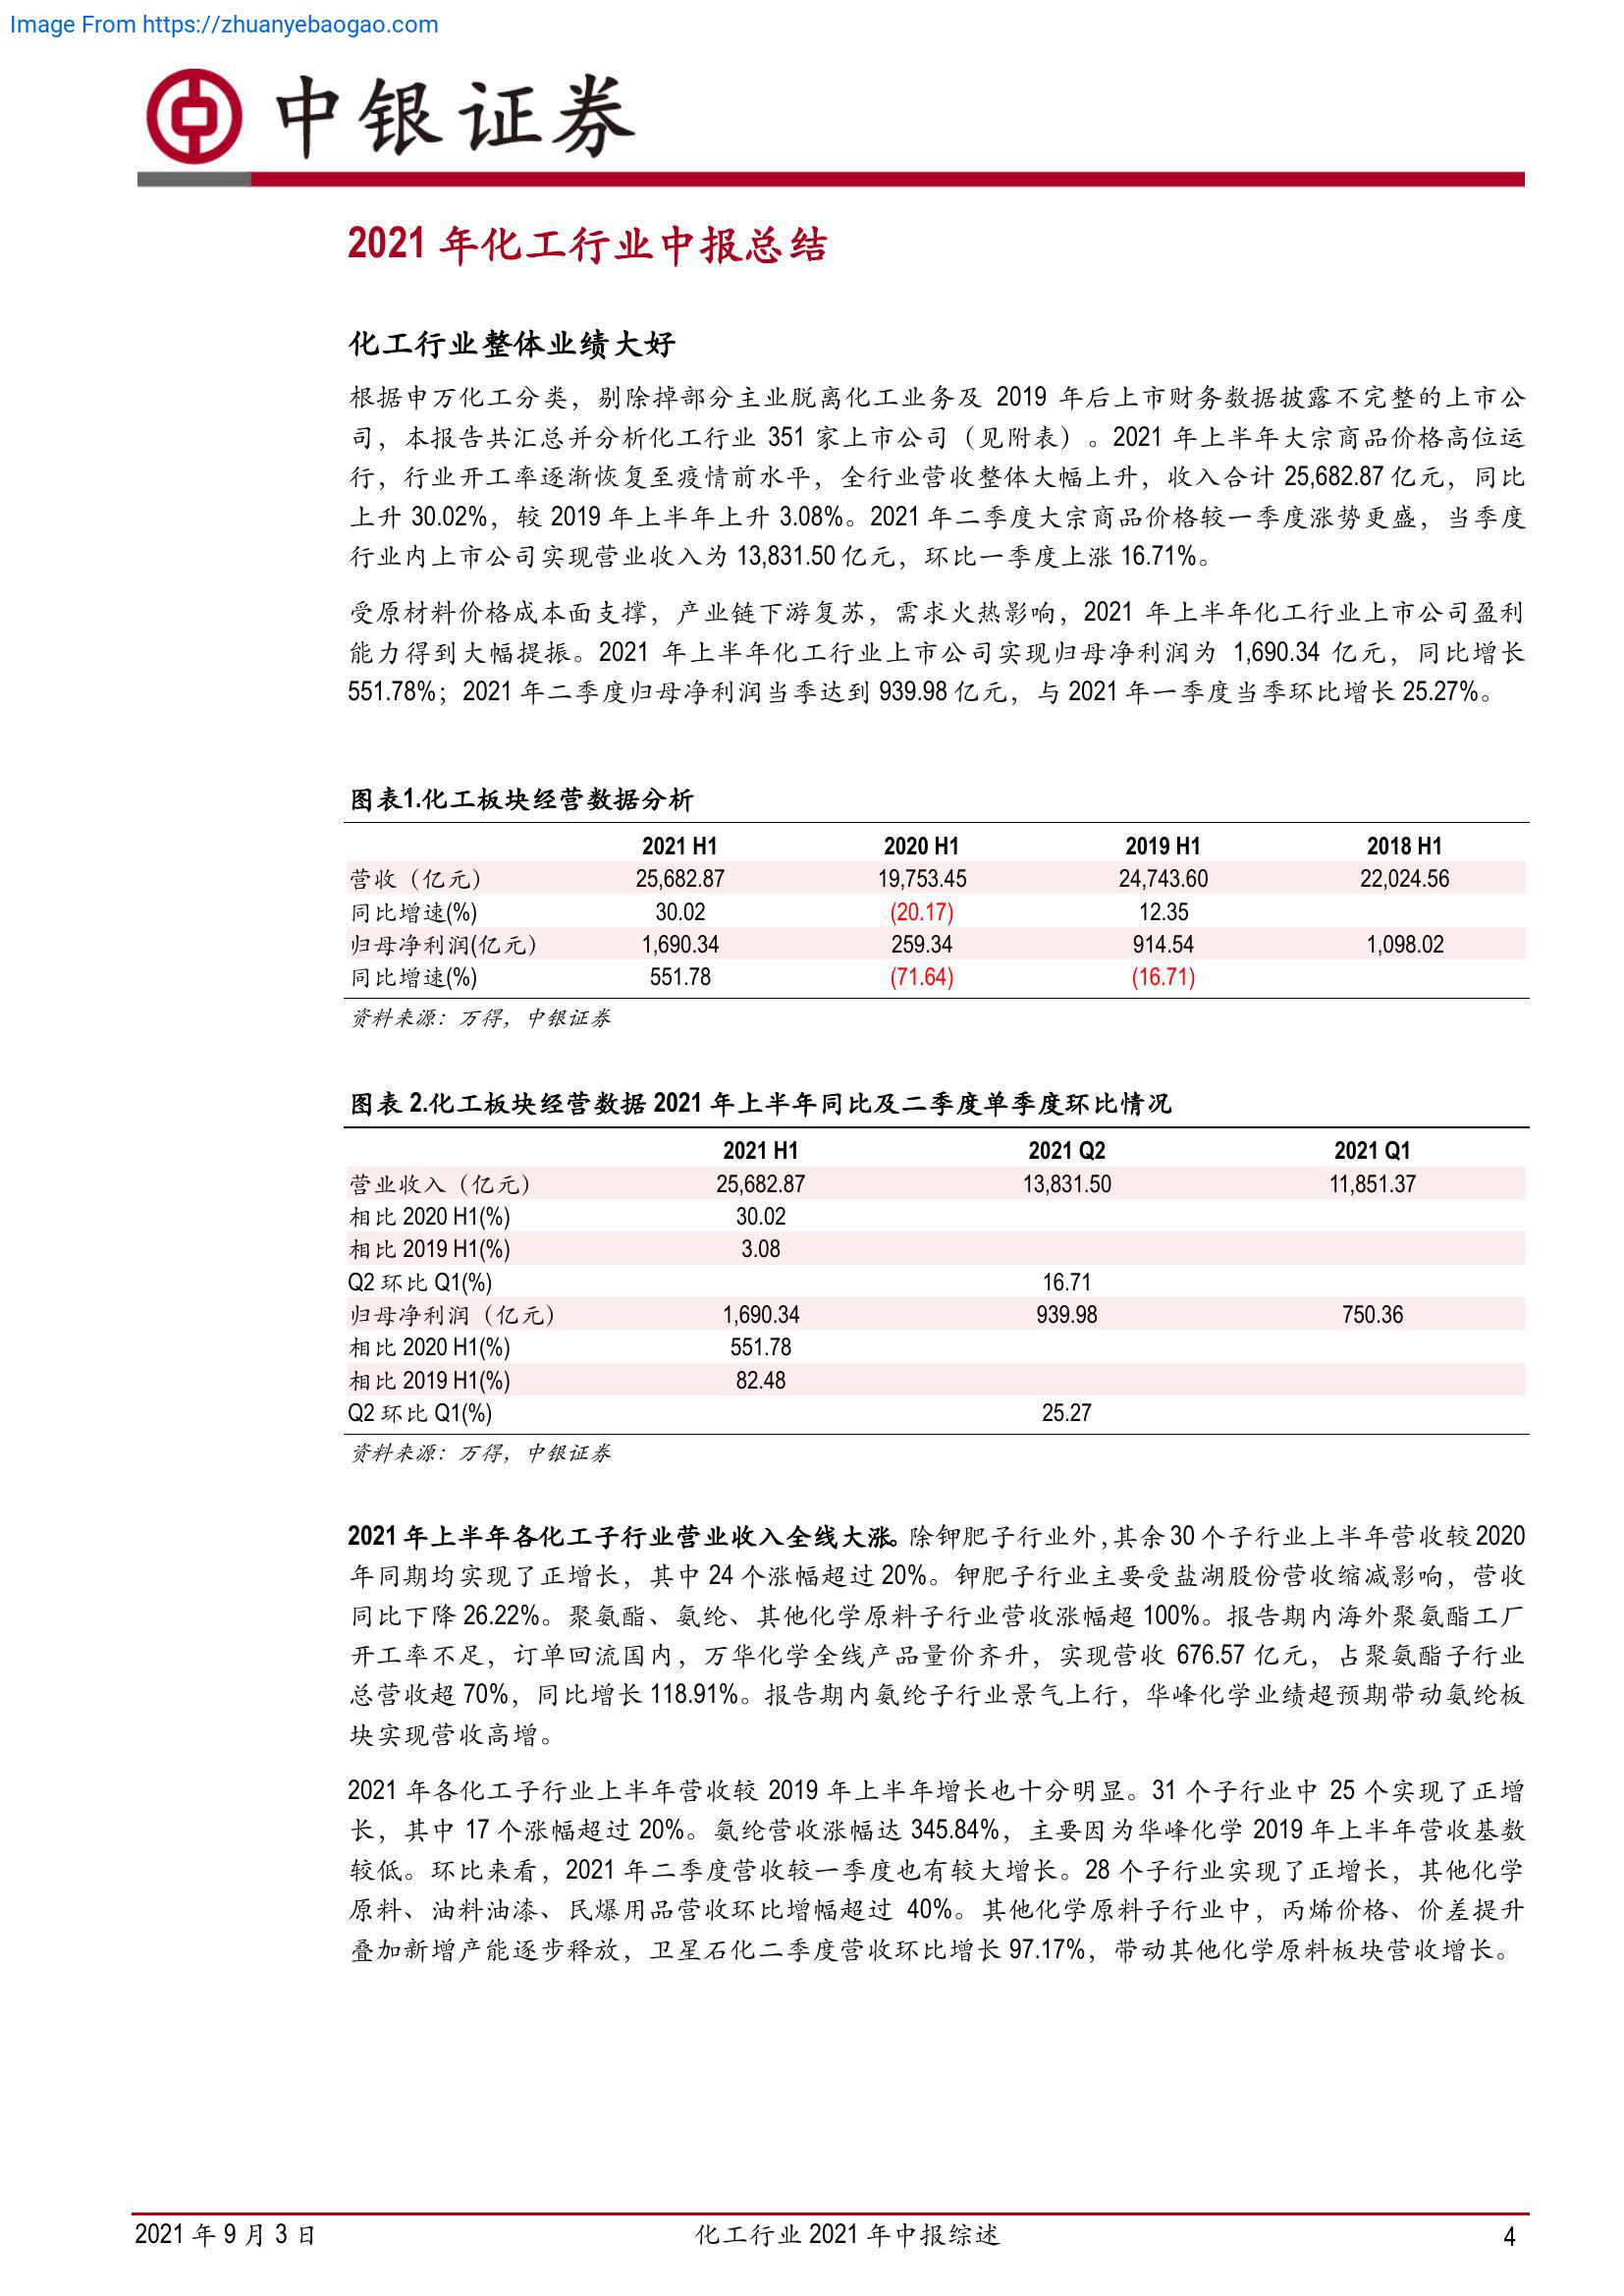 Image From https://zhuanyebaogao.com
中银证券
2021 年化工行业中报总结
化工行业整体业绩大好
根据申万化工分类，剔除掉部分主业脱离化工业务及 2019 年后上市财务数据披露不完整的上市公
司，本报告共汇总并分析化工行业 351 家上市公司（见附表）。2021 年上半年大宗商品价格高位运
行，行业开工率逐渐恢复至疫情前水平，全行业营收整体大幅上升，收入合计 25,682.87 亿元，同比
上升 30.02%，较 2019 年上半年上升 3.08%。2021 年二季度大宗商品价格较一季度涨势更盛，当季度
行业内上市公司实现营业收入为 13,831.50 亿元，环比一季度上涨 16.71%。
受原材料价格成本面支撑，产业链下游复苏，需求火热影响，2021 年上半年化工行业上市公司盈利
能力得到大幅提振。2021 年上半年化工行业上市公司实现归母净利润为 1,690.34 亿元，同比增长
551.78%；2021 年二季度归母净利润当季达到 939.98 亿元，与 2021 年一季度当季环比增长 25.27%。
图表1.化工板块经营数据分析
2021 H1 2020 H1 2019 H1 2018 H1
营收（亿元） 25,682.87 19,753.45 24,743.60 22,024.56
同比增速(%) 30.02 (20.17) 12.35
归母净利润(亿元） 1,690.34 259.34 914.54 1,098.02
同比增速(%) 551.78 (71.64) (16.71)
资料来源：万得，中银证券
图表 2.化工板块经营数据 2021 年上半年同比及二季度单季度环比情况
2021 H1 2021 Q2 2021 Q1
营业收入（亿元） 25,682.87 13,831.50 11,851.37
相比 2020 H1(%) 30.02
相比 2019 H1(%) 3.08
Q2 环比 Q1(%) 16.71
归母净利润（亿元） 1,690.34 939.98 750.36
相比 2020 H1(%) 551.78
相比 2019 H1(%) 82.48
Q2 环比 Q1(%) 25.27
资料来源：万得，中银证券
2021 年上半年各化工子行业营业收入全线大涨。除钾肥子行业外，其余 30 个子行业上半年营收较 2020
年同期均实现了正增长，其中 24 个涨幅超过 20%。钾肥子行业主要受盐湖股份营收缩减影响，营收
同比下降 26.22%。聚氨酯、氨纶、其他化学原料子行业营收涨幅超 100%。报告期内海外聚氨酯工厂
开工率不足，订单回流国内，万华化学全线产品量价齐升，实现营收 676.57 亿元，占聚氨酯子行业
总营收超 70%，同比增长 118.91%。报告期内氨纶子行业景气上行，华峰化学业绩超预期带动氨纶板
块实现营收高增。
2021 年各化工子行业上半年营收较 2019 年上半年增长也十分明显。31 个子行业中 25 个实现了正增
长，其中 17 个涨幅超过 20%。氨纶营收涨幅达 345.84%，主要因为华峰化学 2019 年上半年营收基数
较低。环比来看，2021 年二季度营收较一季度也有较大增长。28 个子行业实现了正增长，其他化学
原料、油料油漆、民爆用品营收环比增幅超过 40%。其他化学原料子行业中，丙烯价格、价差提升
叠加新增产能逐步释放，卫星石化二季度营收环比增长 97.17%，带动其他化学原料板块营收增长。
2021 年 9 月 3 日 化工行业 2021 年中报综述 4